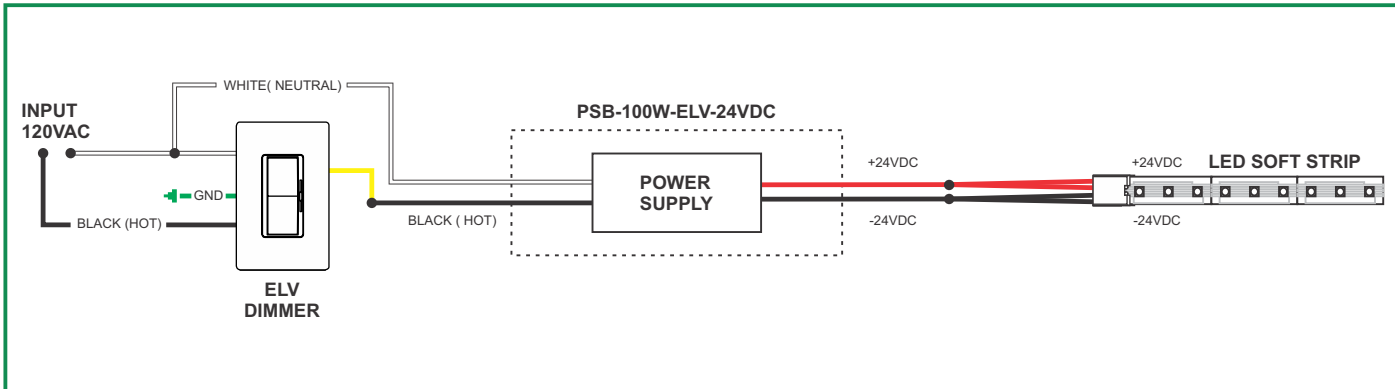 WHITE( NEUTRAL)
INPUT
120VAC
GND
BLACK (HOT)
ELV
DIMMER
BLACK ( HOT)
PSB-100W-ELV-24VDC
POWER
SUPPLY
+24VDC
-24VDC
+24VDC
LED SOFT STRIP
-24VDC